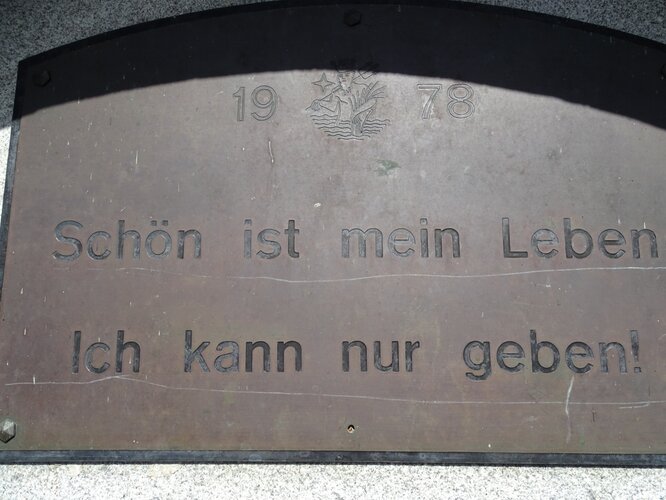 19 78
Schön ist mein Leben
Ich kann nur geben!